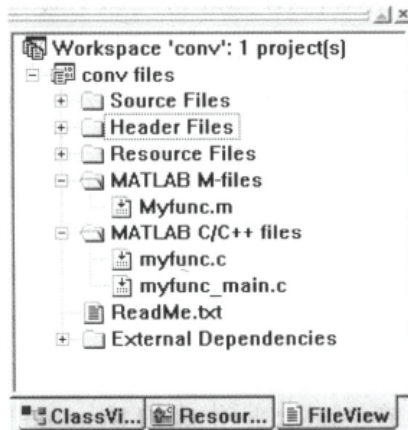 Workspace 'conv': 1 project(s)
conv files
Source Files
Header Files
Resource Files
MATLAB M-files
Myfunc.m
MATLAB C/C++ files
myfunc.c
myfunc_main.c
ReadMe.txt
External Dependencies
ClassVi... Resour... FileView